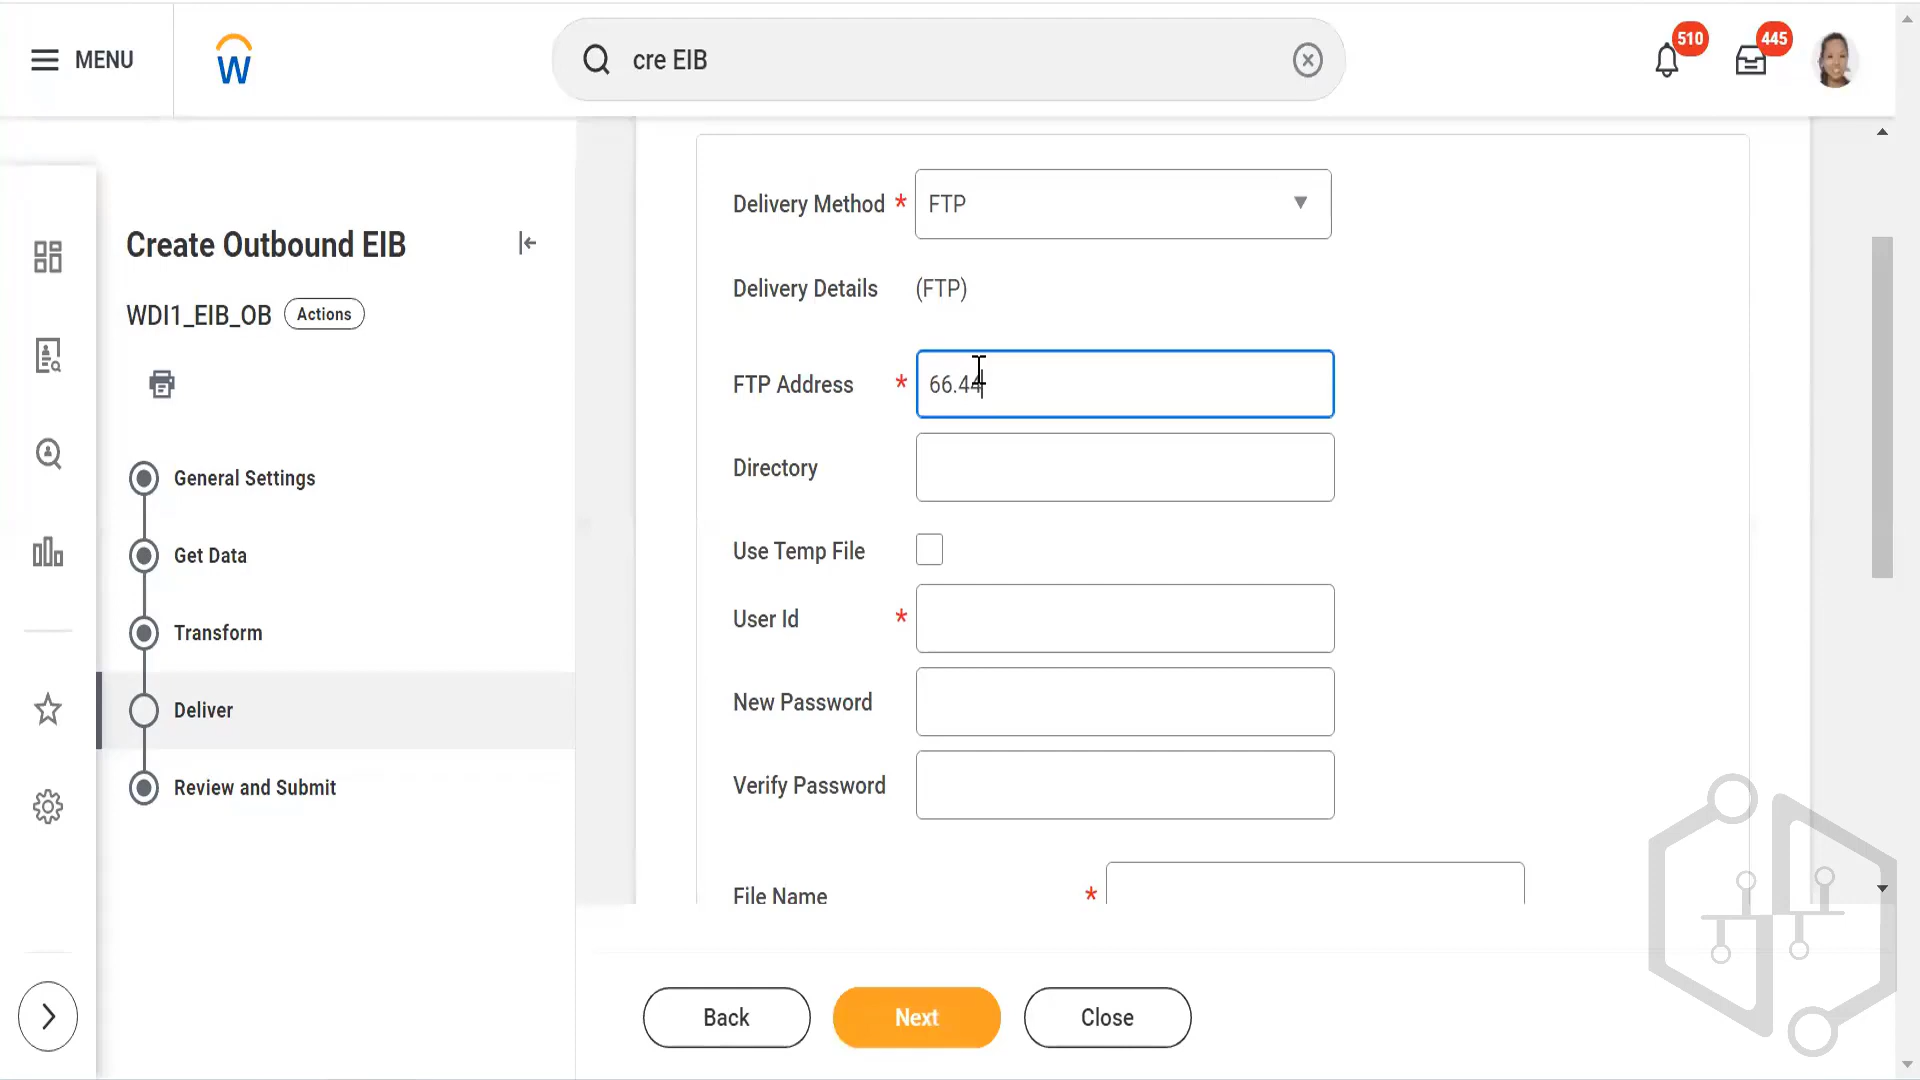 MENU
W
cre EIB
510
445
Create Outbound EIB
WDI1_EIB_OB
Actions
General Settings
Get Data
Transform
Deliver
Review and Submit
Delivery Method * FTP
Delivery Details (FTP)
FTP Address * 66.44
Directory
Use Temp File
User Id *
New Password
Verify Password
File Name *
Back
Next
Close